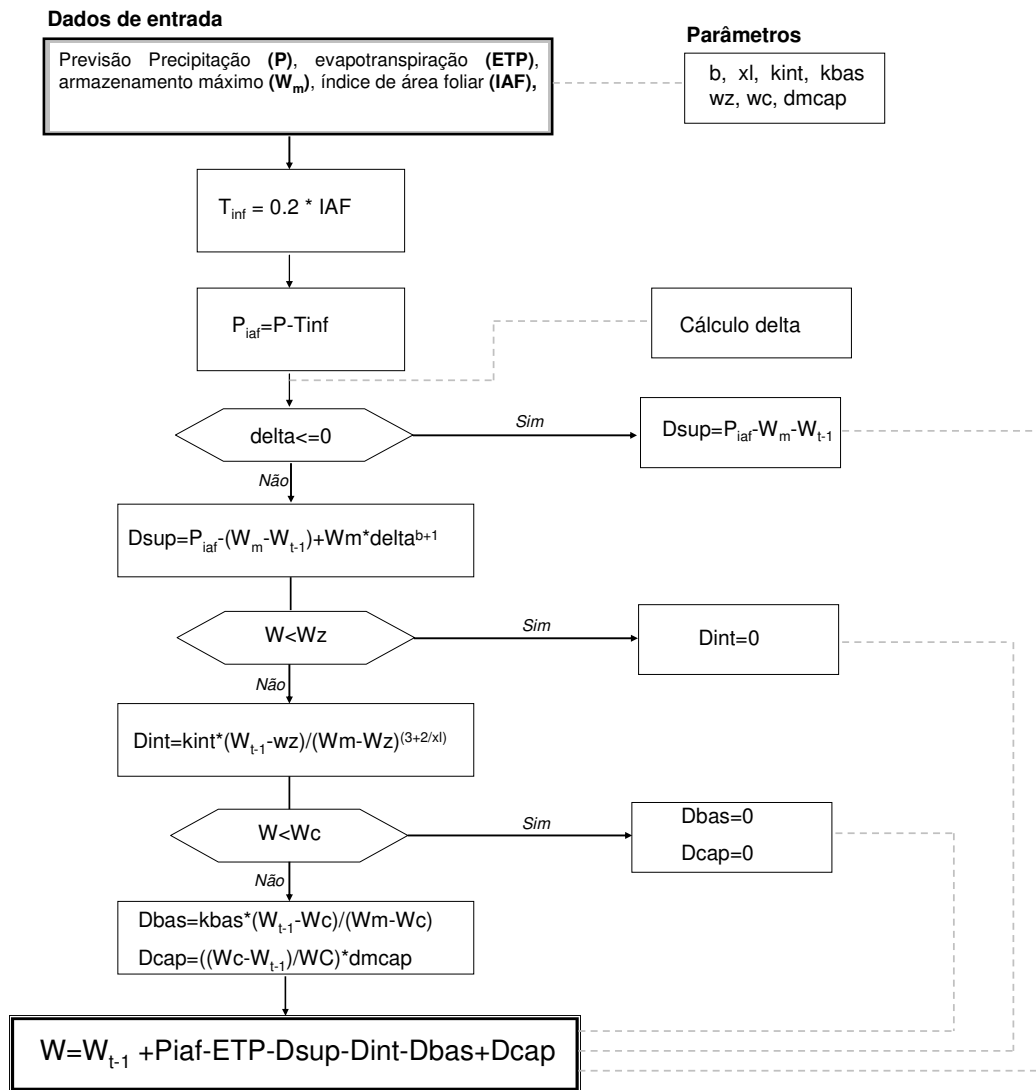 Dados de entrada
Previsão Precipitação (P), evapotranspiração (ETP),
armazenamento máximo (Wm), índice de área foliar (IAF),
Parâmetros
b, xl, kint, kbas
wz, wc, dmcap
Tinf = 0.2 * IAF
Piaf=P-Tinf
Cálculo delta
delta<=0
Sim
Dsup=Piaf-Wm-Wt-1
Não
Dsup=Piaf-(Wm-Wt-1)+Wm*delta^b+1
W<Wz
Sim
Dint=0
Não
Dint=kint*(Wt-1-wz)/(Wm-Wz)^(3+2/xl)
W<Wc
Sim
Dbas=0
Dcap=0
Não
Dbas=kbas*(Wt-1-Wc)/(Wm-Wc)
Dcap=((Wc-Wt-1)/WC)*dmcap
W=Wt-1 +Piaf-ETP-Dsup-Dint-Dbas+Dcap